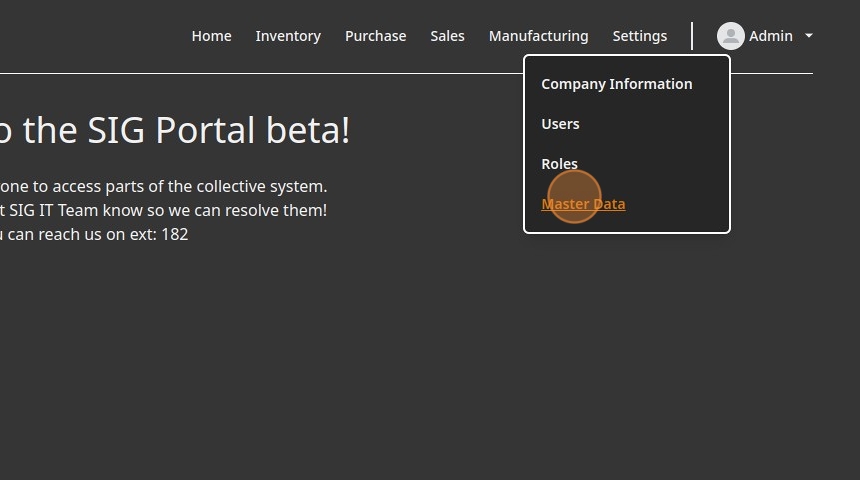 Home Inventory Purchase Sales Manufacturing Settings Admin
Company Information
Users
Roles
Master Data
o the SIG Portal beta!
one to access parts of the collective system.
t SIG IT Team know so we can resolve them!
u can reach us on ext: 182